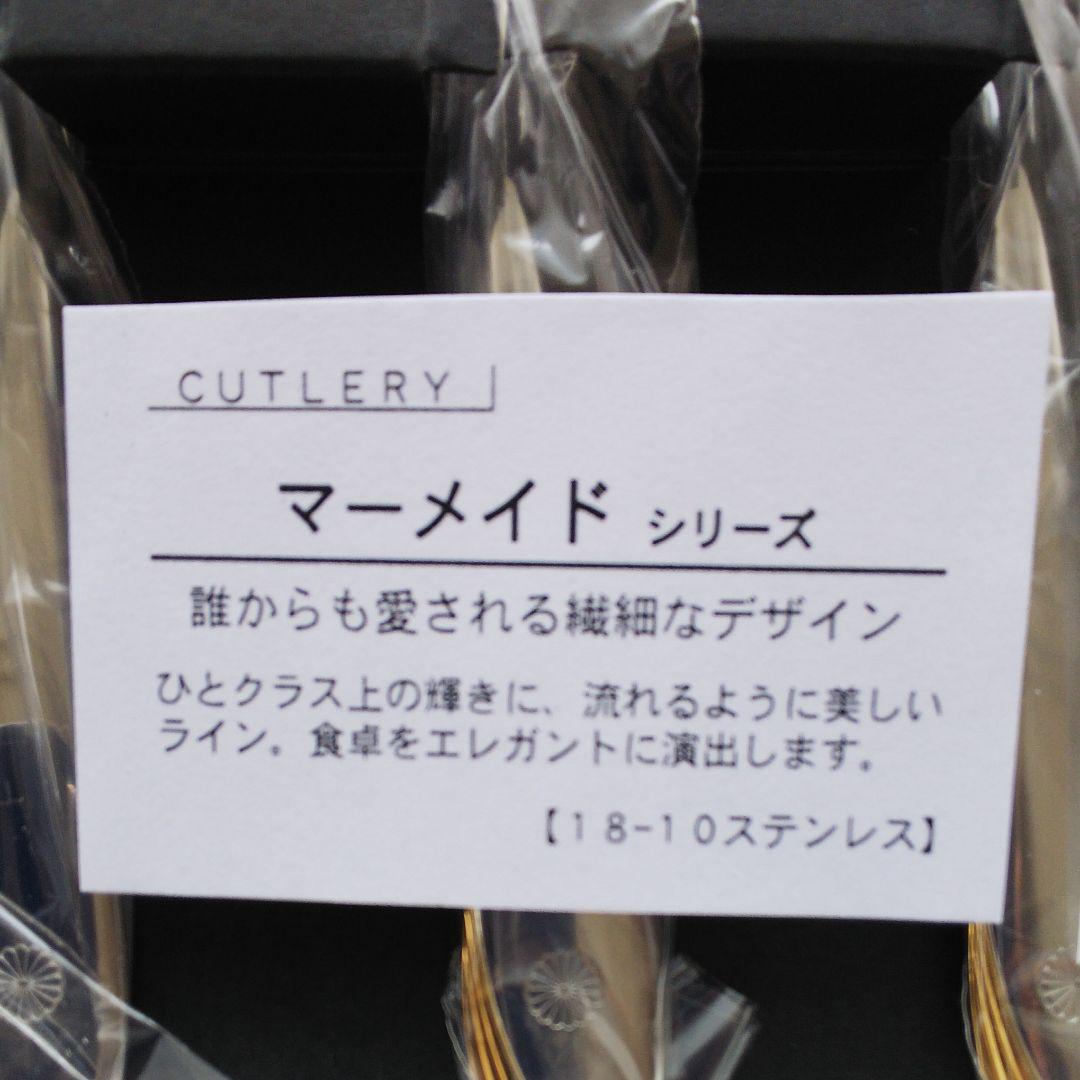 CUTLERY
マーメイド シリーズ
誰からも愛される繊細なデザイン
ひとクラス上の輝きに、流れるように美しい
ライン。食卓をエレガントに演出します。
【18-10ステンレス】